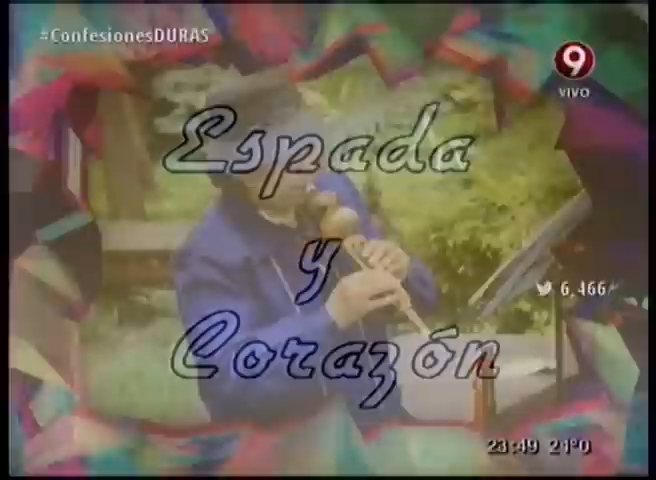 #ConfesionesDURAS
9
VIVO
Espada
y
Corazón
6,466
23:49 21°0